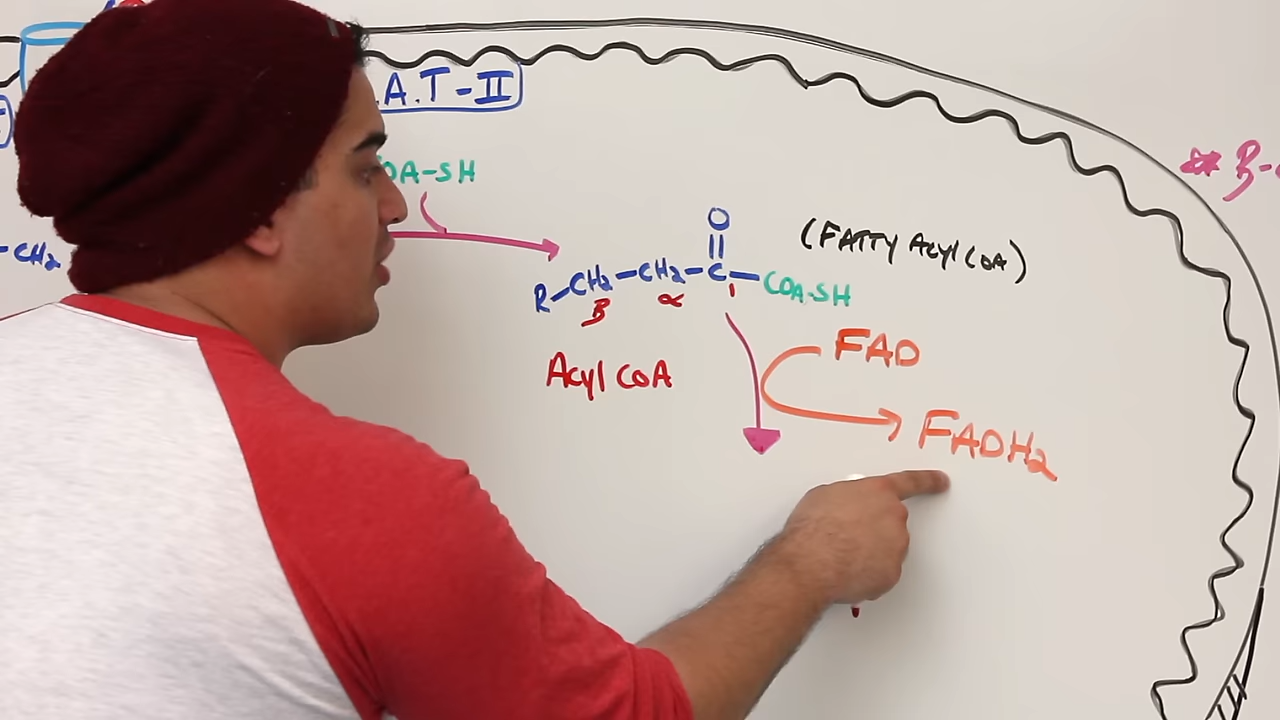 .A.T-II
OA-SH
-CH₂
O
||
R-CH₂-CH₂-C-COA-SH
β α 1
(FATTY ACYl COA)
Acyl COA
FAD
FADH₂
** B-